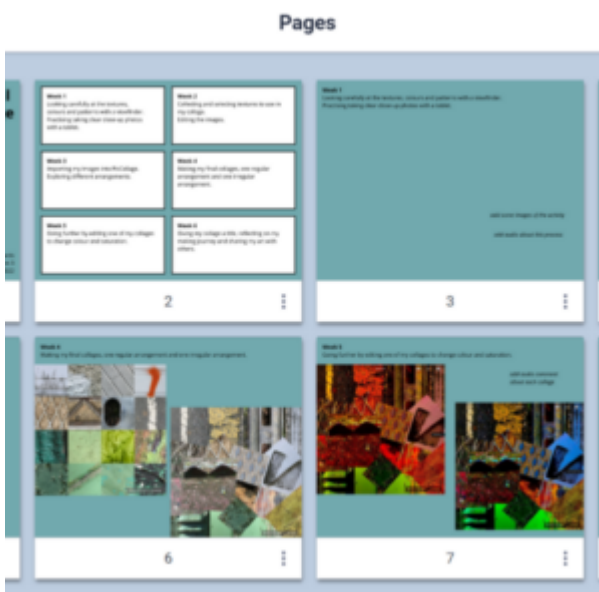 Pages
Week 1
Looking carefully at the textures,
colours and patterns with a viewfinder.
Practising taking clear close-up photos
with a tablet.
Week 2
Collecting and selecting textures to use in
my collage.
Editing the images.
Week 3
Importing my images into PicCollage.
Exploring different arrangements.
Week 4
Making my final collages, one regular
arrangement and one irregular
arrangement.
Week 5
Going further by editing one of my collages
to change colour and saturation.
Week 6
Giving my collage a title, reflecting on my
making journey and sharing my art with
others.
2
Week 1
Looking carefully at the textures, colours and patterns with a viewfinder.
Practising taking clear close-up photos with a tablet.
add some images of the activity
add audio about the process
3
Week 4
Making my final collages, one regular arrangement and one irregular arrangement.
6
Week 5
Going further by editing one of my collages to change colour and saturation.
add audio comment
about each collage
7